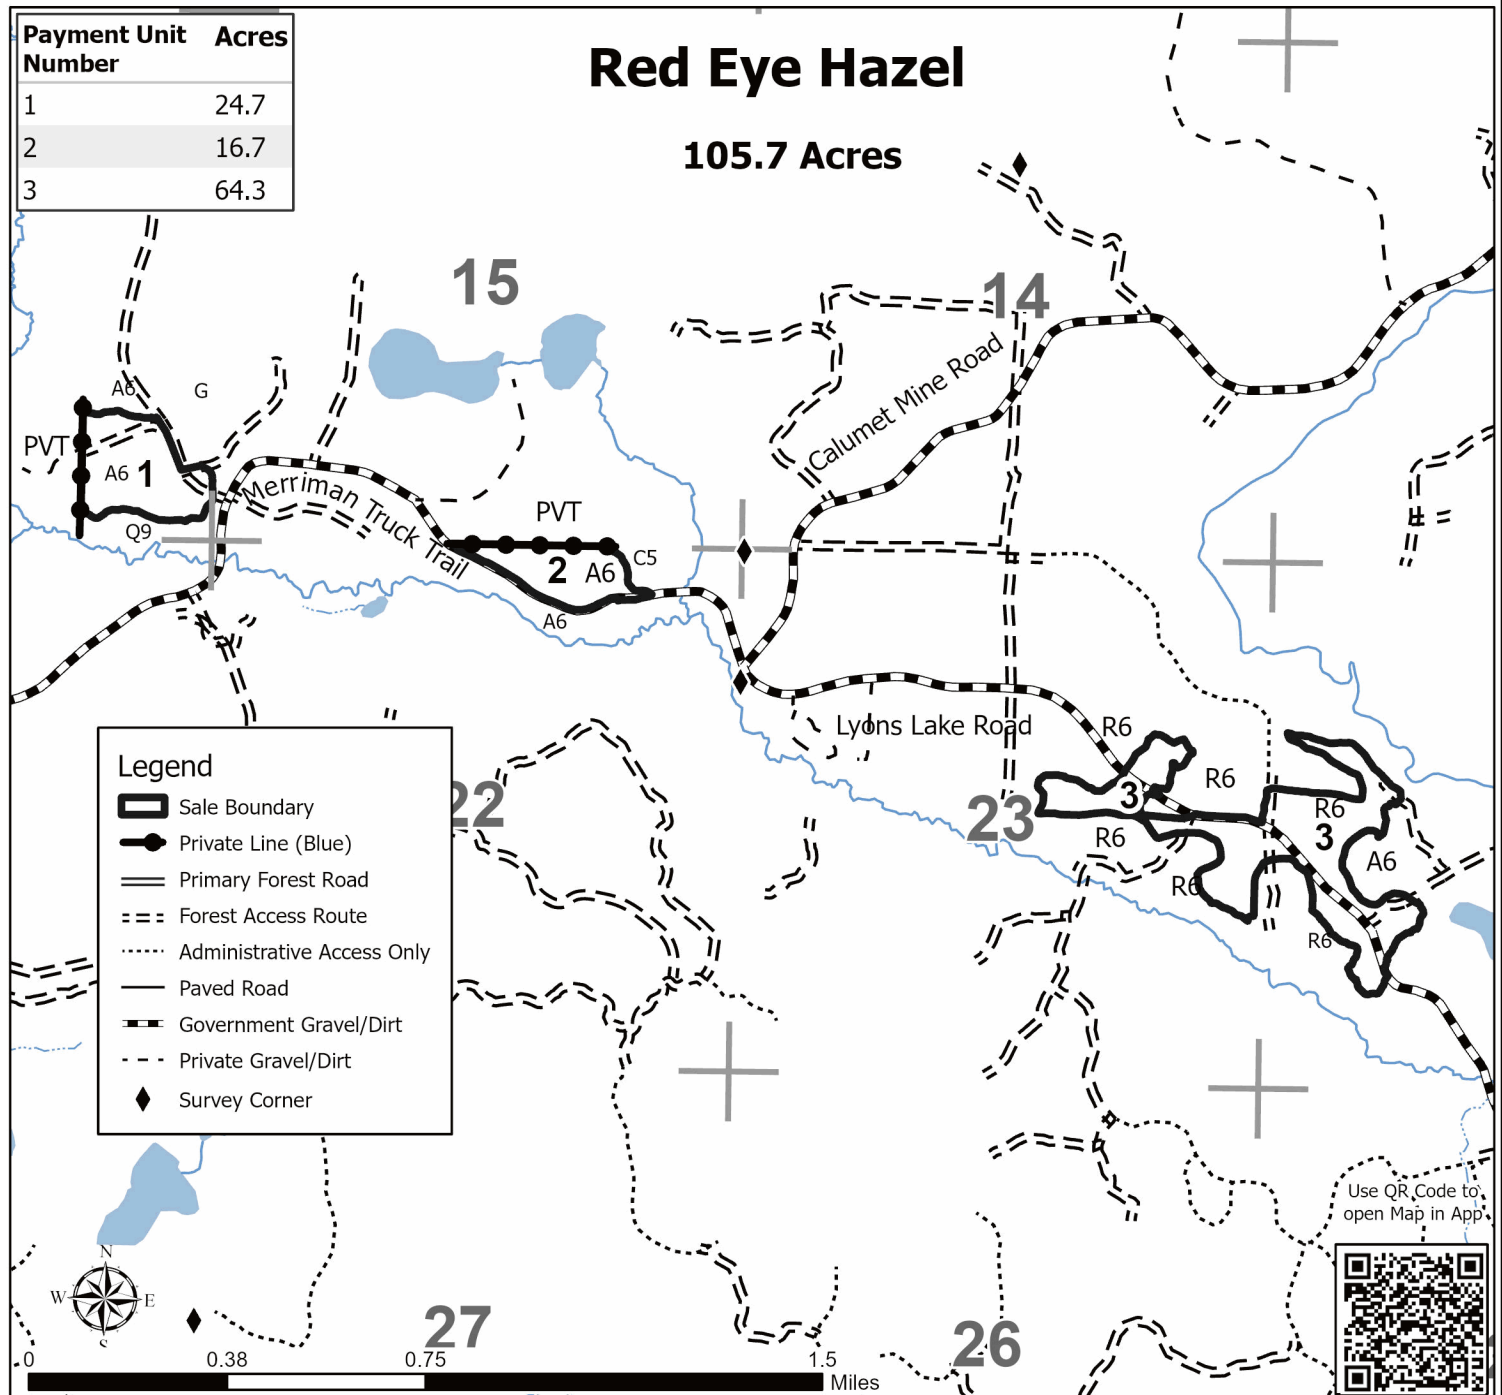 Payment Unit Number Acres
1 24.7
2 16.7
3 64.3
Red Eye Hazel
105.7 Acres
15
14
A6
G
PVT
A6 1
Q9
Merriman Truck Trail
Calumet Mine Road
PVT
2 A6
C5
A6
Lyons Lake Road
R6
R6
3
R6
R6
3
R6
A6
R6
R6
22
23
Legend
Sale Boundary
Private Line (Blue)
Primary Forest Road
Forest Access Route
Administrative Access Only
Paved Road
Government Gravel/Dirt
Private Gravel/Dirt
Survey Corner
Use QR Code to
open Map in App
N
W E
S
27
26
0 0.38 0.75 1.5
Miles